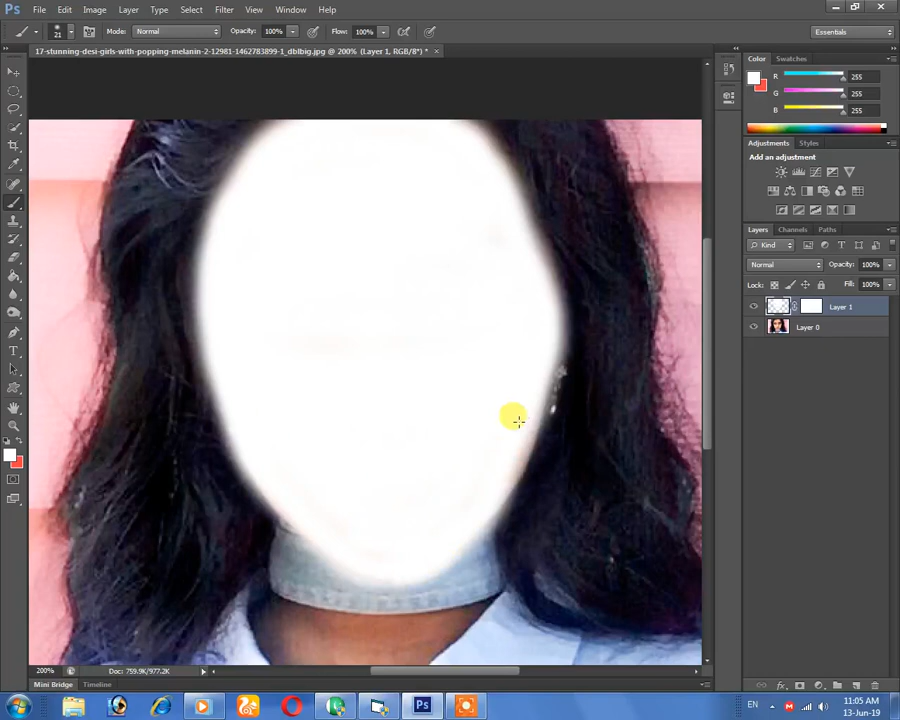 Ps File Edit Image Layer Type Select Filter View Window Help
21 Mode: Normal Opacity: 100% Flow: 100% Essentials
17-stunning-desi-girls-with-popping-melanin-2-12981-1462783899-1_dblbig.jpg @ 200% (Layer 1, RGB/8*) * ×
Color Swatches
R 255
G 255
B 255
Adjustments Styles
Add an adjustment
Layers Channels Paths
Kind
Normal Opacity: 100%
Lock: Fill: 100%
Layer 1
Layer 0
200% Doc: 759.9K/977.2K
Mini Bridge Timeline
EN 11:05 AM
13-Jun-19